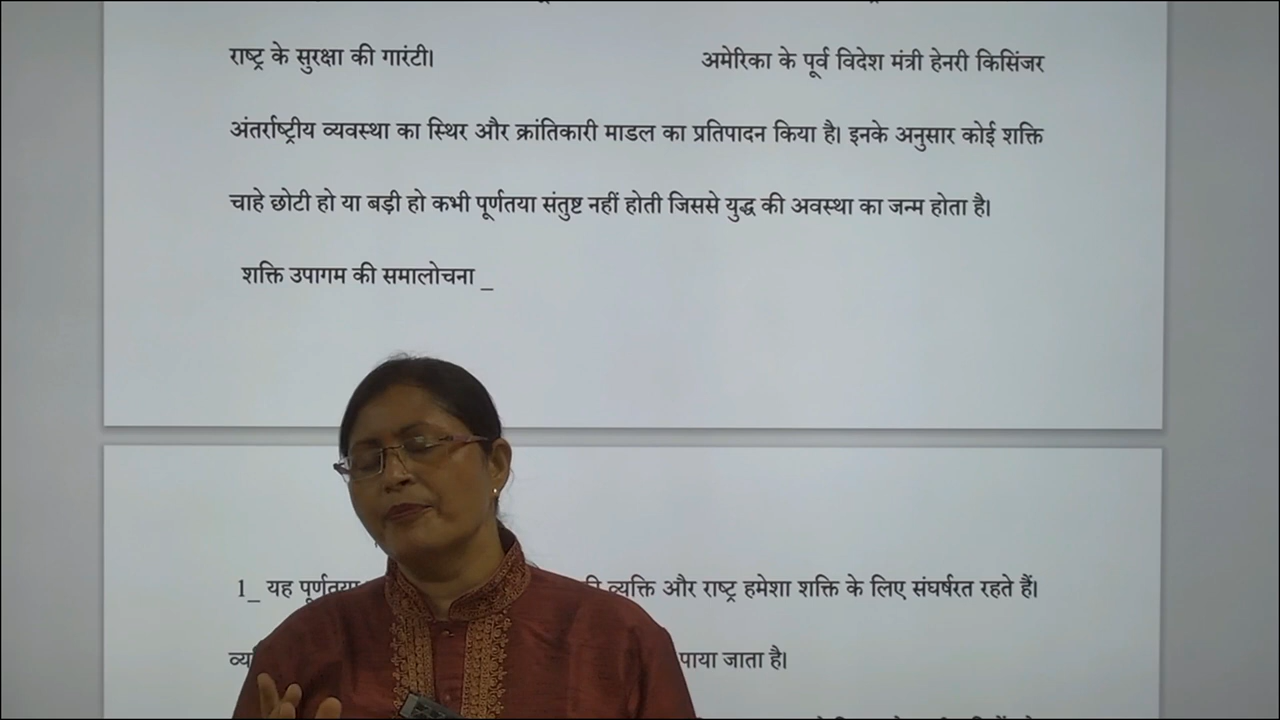 राष्ट्र के सुरक्षा की गारंटी। अमेरिका के पूर्व विदेश मंत्री हेनरी किसिंजर
अंतर्राष्ट्रीय व्यवस्था का स्थिर और क्रांतिकारी माडल का प्रतिपादन किया है। इनके अनुसार कोई शक्ति
चाहे छोटी हो या बड़ी हो कभी पूर्णतया संतुष्ट नहीं होती जिससे युद्ध की अवस्था का जन्म होता है।
शक्ति उपागम की समालोचना _
1_ यह पूर्णतया व्यक्ति और राष्ट्र हमेशा शक्ति के लिए संघर्षरत रहते हैं।
पाया जाता है।